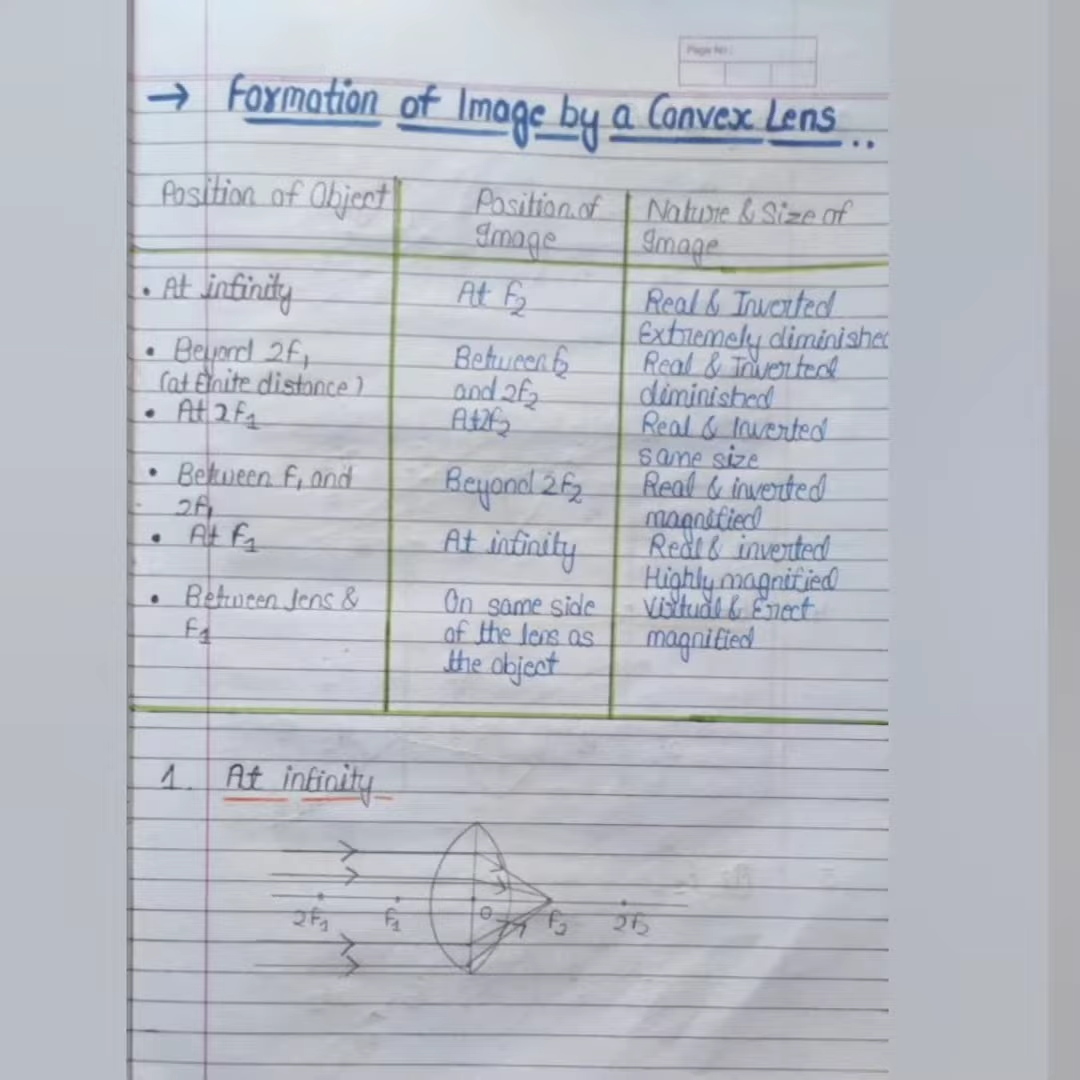 Page No:
→ Formation of Image by a Convex Lens..
Position of Object
Position of
Image
Nature & Size of
Image
• At infinity
At F2
Real & Inverted
Extremely diminished
• Beyond 2F1
(at finite distance)
Between F2
and 2F2
Real & Inverted
diminished
• At 2F1
At 2F2
Real & Inverted
same size
• Between F1 and
2F1
Beyond 2F2
Real & inverted
magnified
• At F1
At infinity
Real & inverted
Highly magnified
• Between lens &
F1
On same side
of the lens as
the object
Virtual & Erect
magnified
1. At infinity
2F1 F1 O F2 2F2